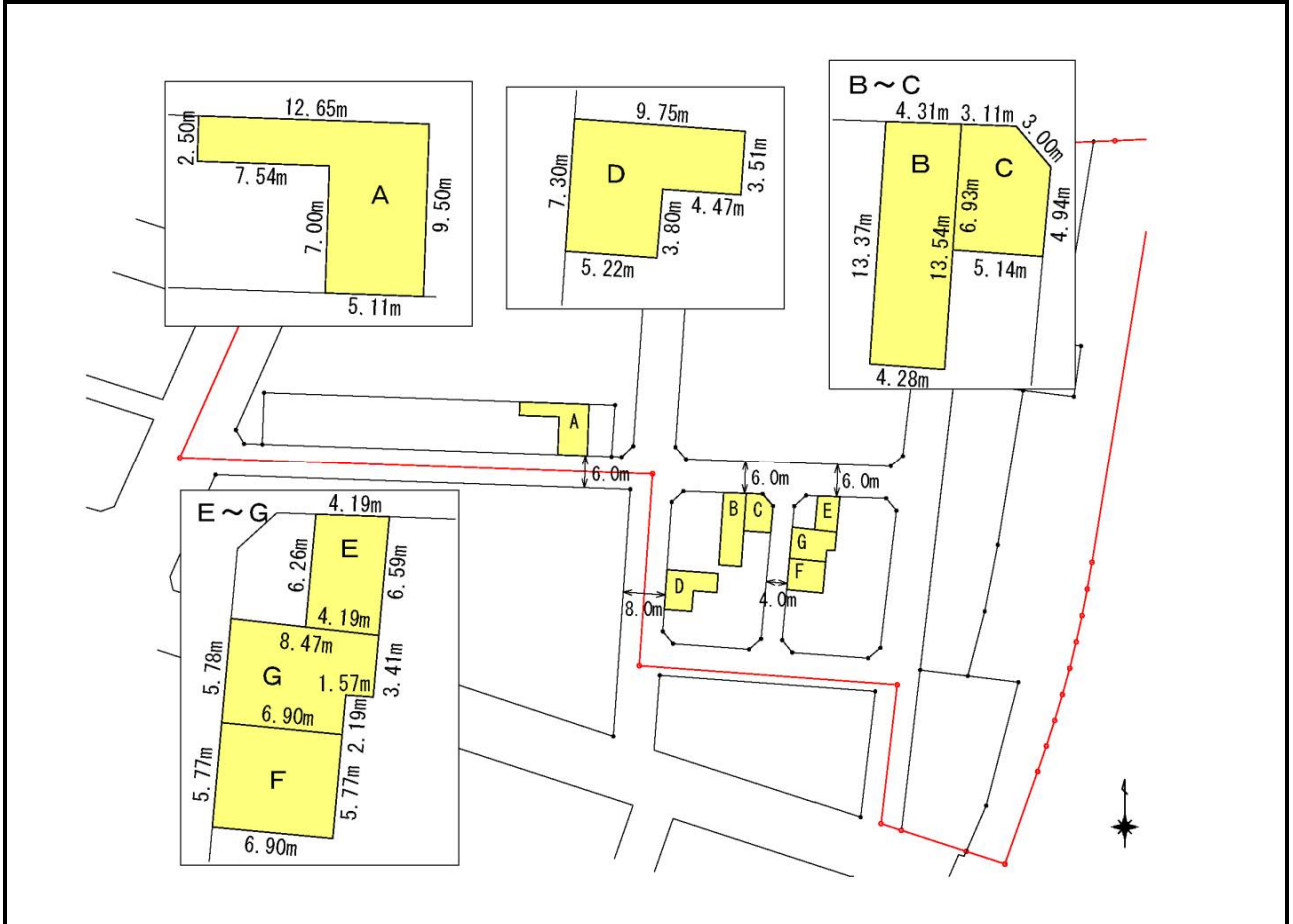 12.65m
2.50m
7.54m
A
7.00m
9.50m
5.11m
9.75m
7.30m
D
3.51m
4.47m
3.80m
5.22m
B～C
4.31m
3.11m
3.00m
B
C
6.93m
4.94m
13.37m
13.54m
5.14m
4.28m
A
6.0m
6.0m
6.0m
B
C
E
G
F
D
8.0m
4.0m
E～G
4.19m
E
6.26m
6.59m
4.19m
8.47m
5.78m
G
1.57m
3.41m
6.90m
2.19m
5.77m
F
5.77m
6.90m